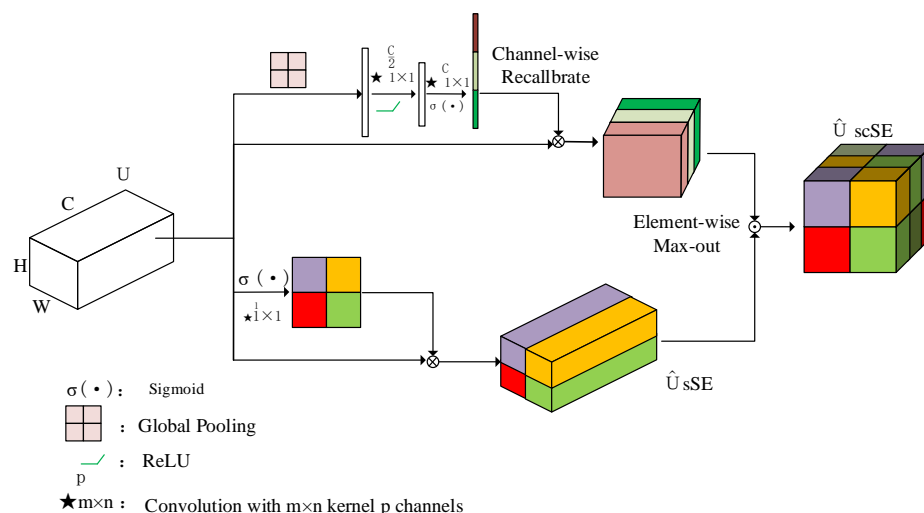 C/2
★ 1×1
C
★ 1×1
σ(•)
Channel-wise
Recallbrate
U
C
H
W
Û scSE
Element-wise
Max-out
σ(•)
1
★1×1
Û sSE
σ(•)： Sigmoid
：Global Pooling
：ReLU
p
★m×n： Convolution with m×n kernel p channels